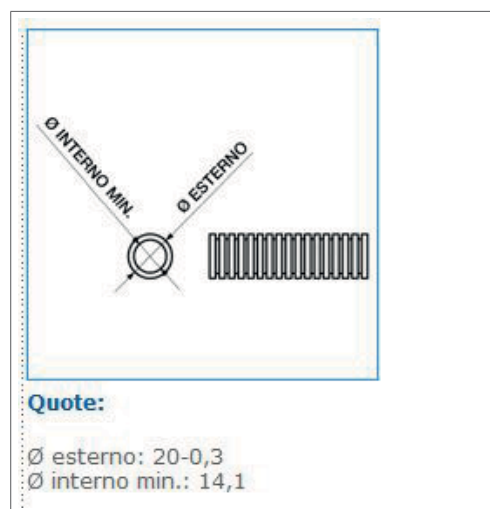 Ø INTERNO MIN.
Ø ESTERNO
Quote:
Ø esterno: 20-0,3
Ø interno min.: 14,1